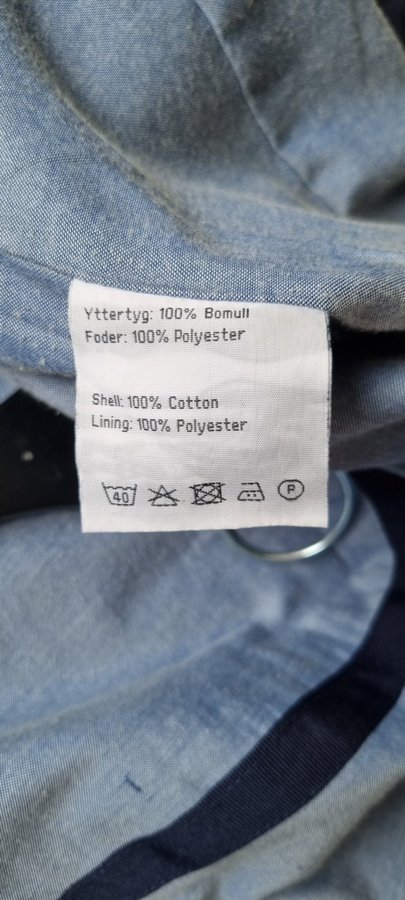 Yttertyg: 100% Bomull
Foder: 100% Polyester
Shell: 100% Cotton
Lining: 100% Polyester
40 P